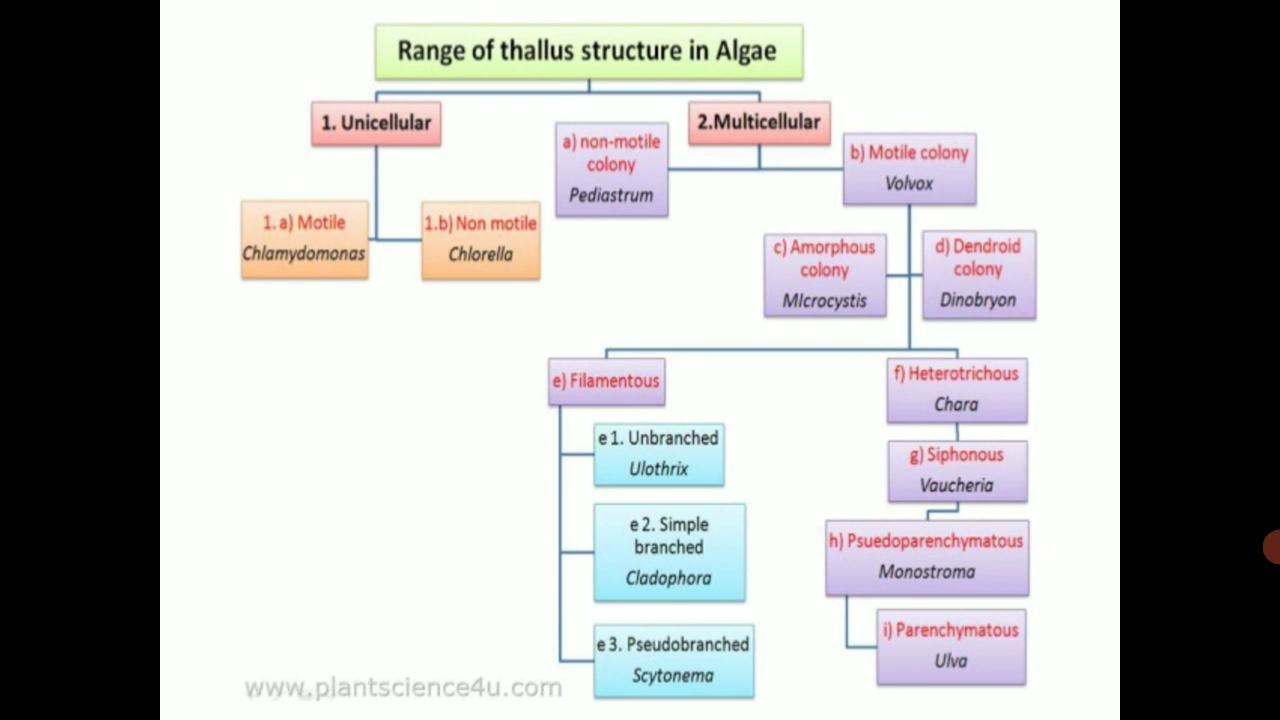 Range of thallus structure in Algae
1. Unicellular
2.Multicellular
1. a) Motile
Chlamydomonas
1.b) Non motile
Chlorella
a) non-motile
colony
Pediastrum
b) Motile colony
Volvox
c) Amorphous
colony
MIcrocystis
d) Dendroid
colony
Dinobryon
e) Filamentous
e 1. Unbranched
Ulothrix
e 2. Simple
branched
Cladophora
e 3. Pseudobranched
Scytonema
f) Heterotrichous
Chara
g) Siphonous
Vaucheria
h) Psuedoparenchymatous
Monostroma
i) Parenchymatous
Ulva
www.plantscience4u.com